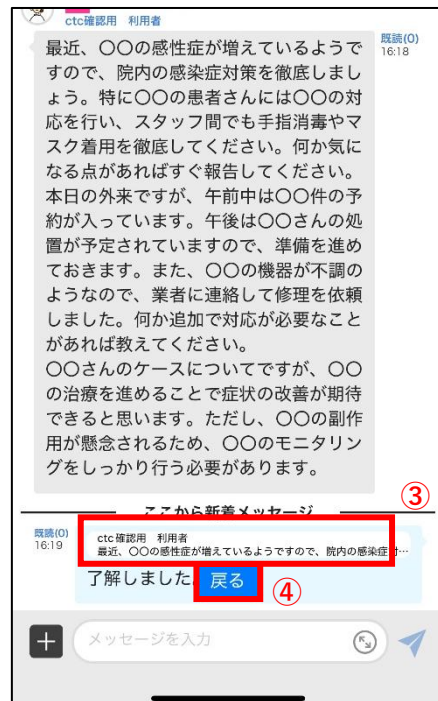 ctc確認用　利用者
最近、〇〇の感性症が増えているようで
すので、院内の感染症対策を徹底しまし
ょう。特に〇〇の患者さんには〇〇の対
応を行い、スタッフ間でも手指消毒やマ
スク着用を徹底してください。何か気に
なる点があればすぐ報告してください。
本日の外来ですが、午前中は〇〇件の予
約が入っています。午後は〇〇さんの処
置が予定されていますので、準備を進め
ておきます。また、〇〇の機器が不調の
ようなので、業者に連絡して修理を依頼
しました。何か追加で対応が必要なこと
があれば教えてください。
〇〇さんのケースについてですが、〇〇
の治療を進めることで症状の改善が期待
できると思います。ただし、〇〇の副作
用が懸念されるため、〇〇のモニタリン
グをしっかり行う必要があります。
既読(0)
16:18
ここから新着メッセージ
③
既読(0)
16:19
ctc確認用　利用者
最近、〇〇の感性症が増えているようですので、院内の感染症対…
了解しました
戻る
④
メッセージを入力